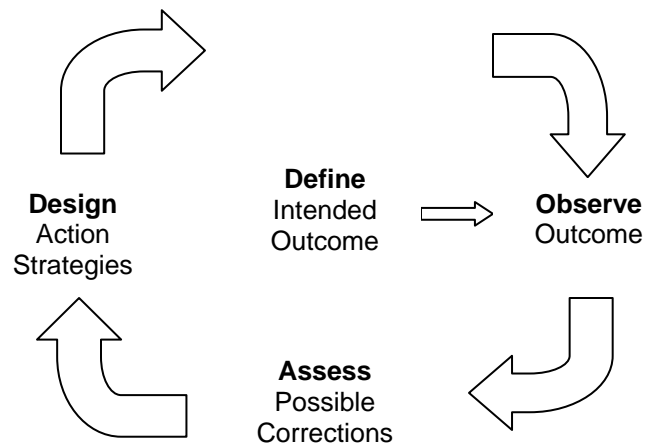 Define
Intended
Outcome
Design
Action
Strategies
Observe
Outcome
Assess
Possible
Corrections